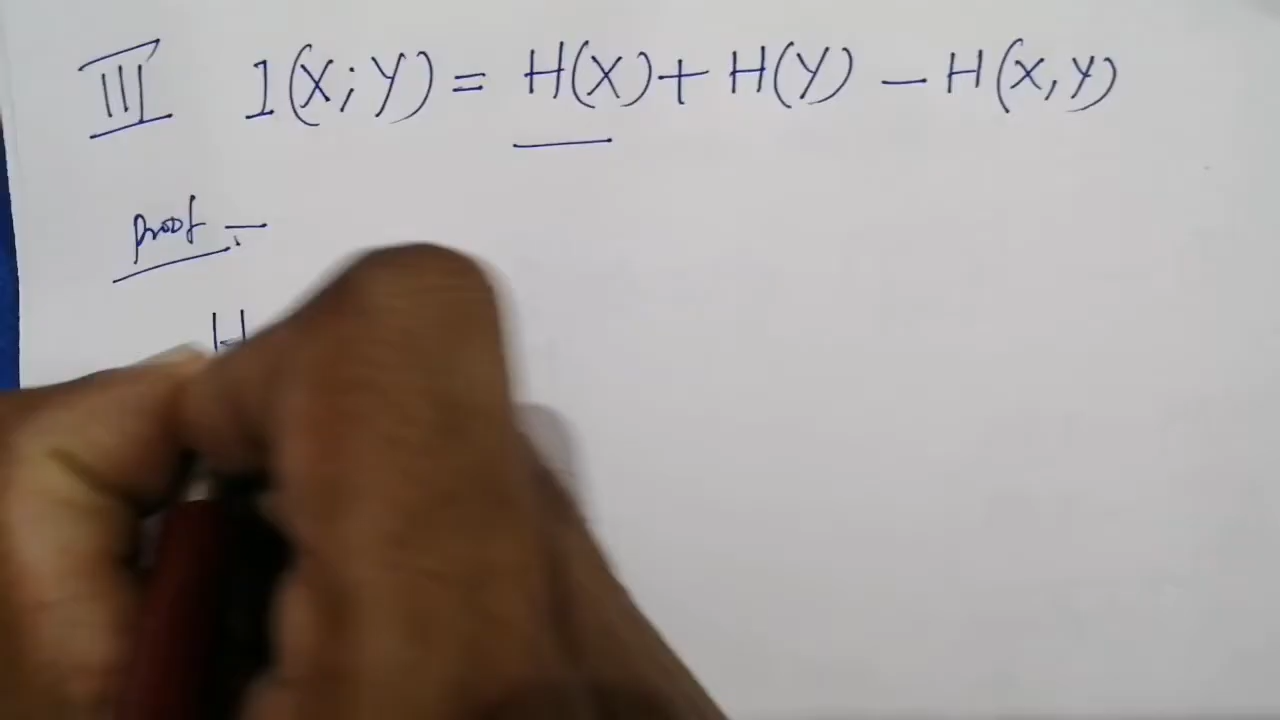 III I(X;Y) = H(X) + H(Y) - H(X,Y)
Proof :-
H